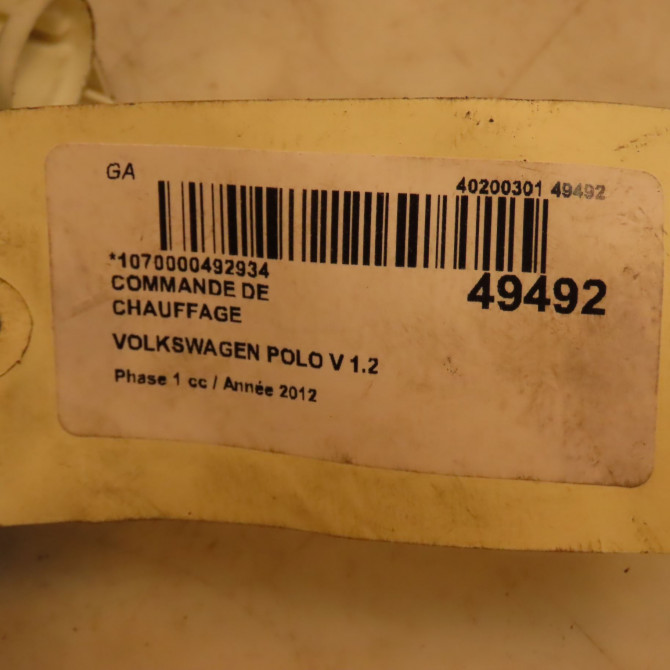 GA
40200301 49492
*1070000492934
COMMANDE DE
CHAUFFAGE
49492
VOLKSWAGEN POLO V 1.2
Phase 1 cc / Année 2012